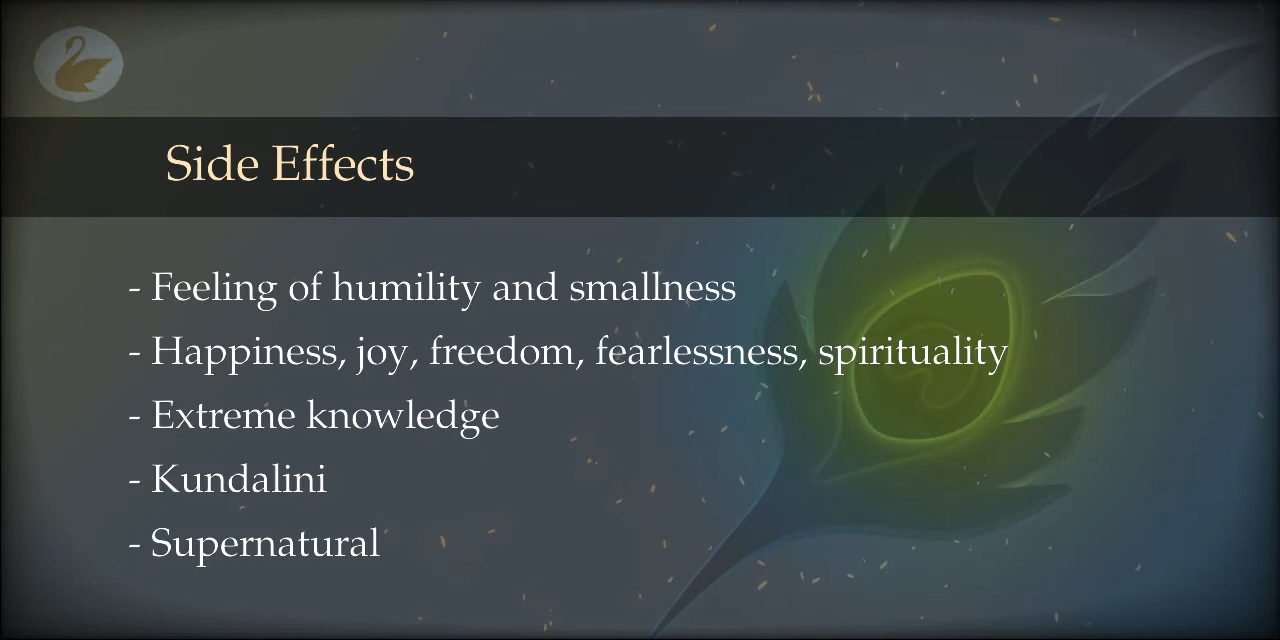 Side Effects
- Feeling of humility and smallness
- Happiness, joy, freedom, fearlessness, spirituality
- Extreme knowledge
- Kundalini
- Supernatural